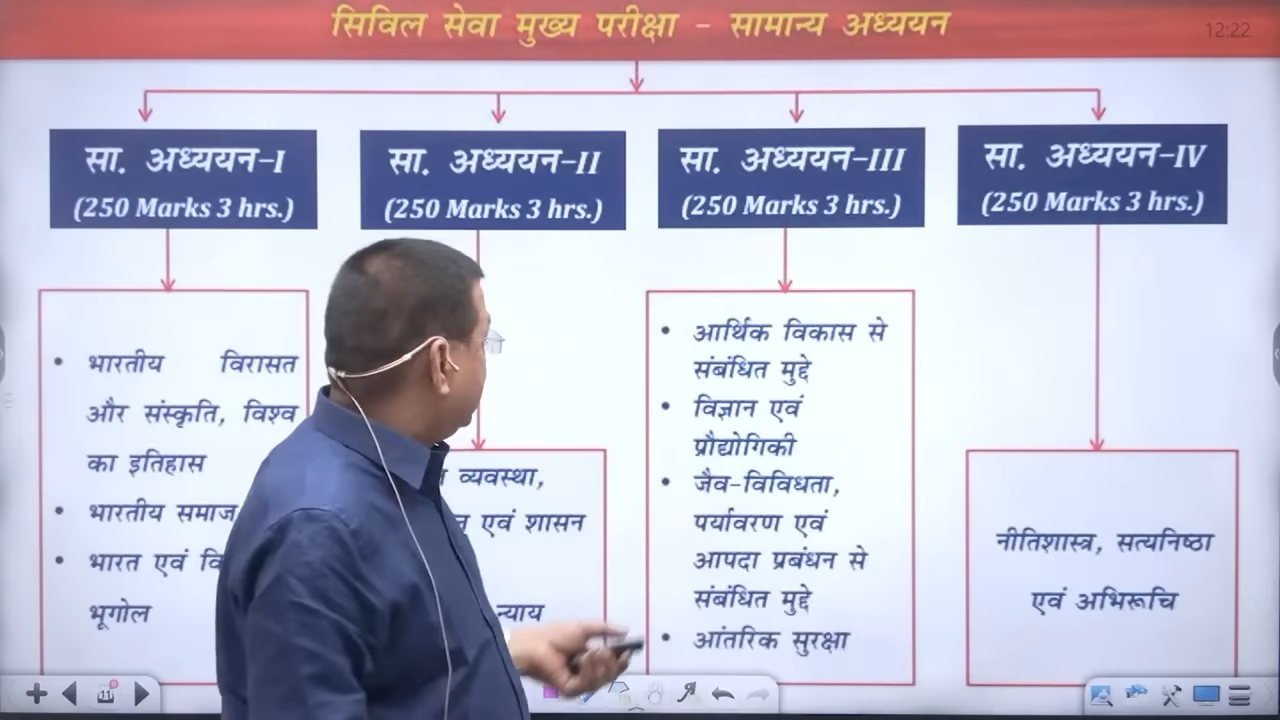 सिविल सेवा मुख्य परीक्षा - सामान्य अध्ययन
12:22
सा. अध्ययन-I
(250 Marks 3 hrs.)
सा. अध्ययन-II
(250 Marks 3 hrs.)
सा. अध्ययन-III
(250 Marks 3 hrs.)
सा. अध्ययन-IV
(250 Marks 3 hrs.)
• भारतीय विरासत
और संस्कृति, विश्व
का इतिहास
• भारतीय समाज
• भारत एवं
भूगोल
व्यवस्था,
एवं शासन
न्याय
• आर्थिक विकास से
संबंधित मुद्दे
• विज्ञान एवं
प्रौद्योगिकी
• जैव-विविधता,
पर्यावरण एवं
आपदा प्रबंधन से
संबंधित मुद्दे
• आंतरिक सुरक्षा
नीतिशास्त्र, सत्यनिष्ठा
एवं अभिरूचि
11